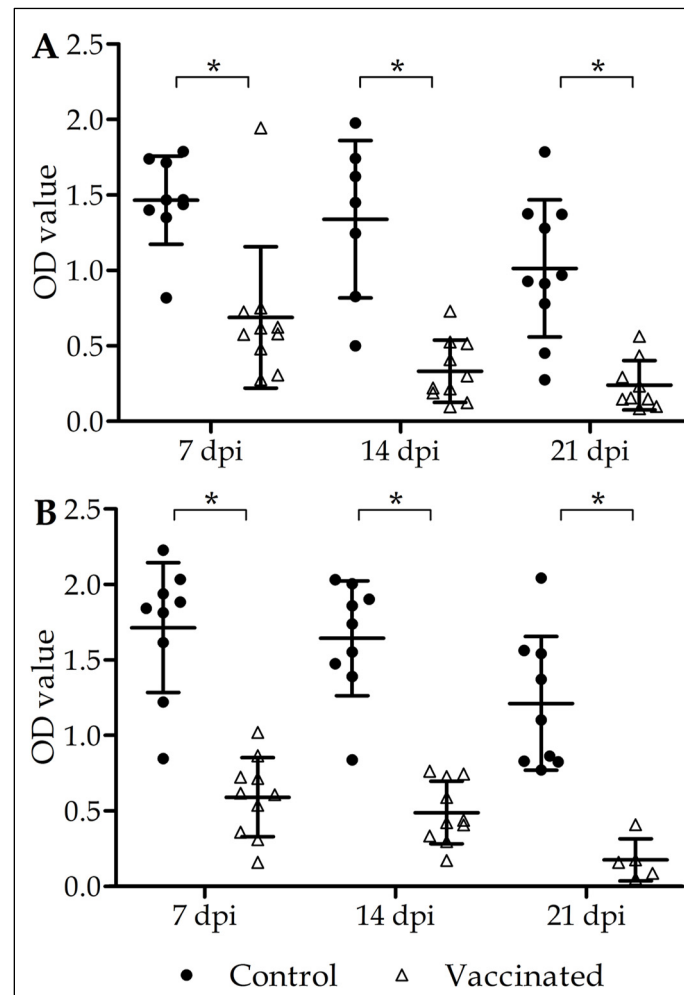 A
2.5
2.0
1.5
1.0
0.5
0.0
OD value
* * *
7 dpi 14 dpi 21 dpi
B
2.5
2.0
1.5
1.0
0.5
0.0
OD value
* * *
7 dpi 14 dpi 21 dpi
Control Vaccinated